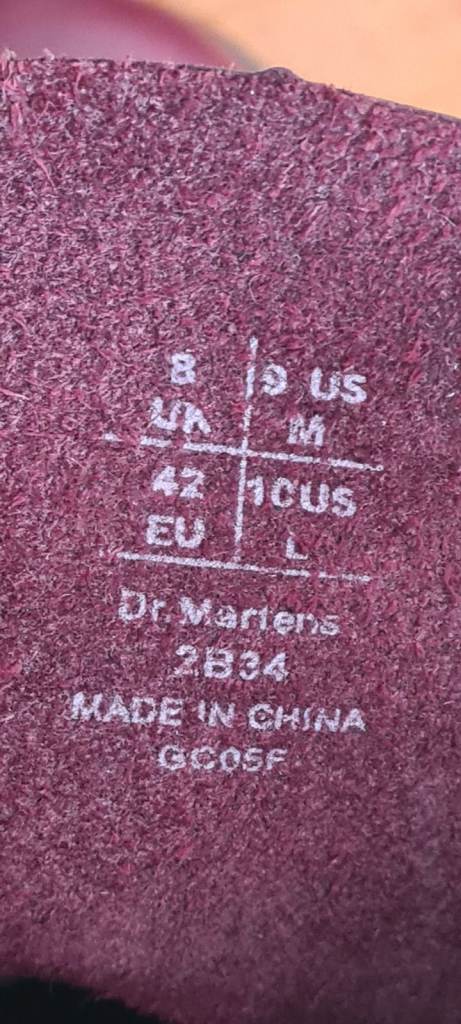 8 9 US
UK M
42 10US
EU L
Dr. Martens
2B34
MADE IN CHINA
GC05F